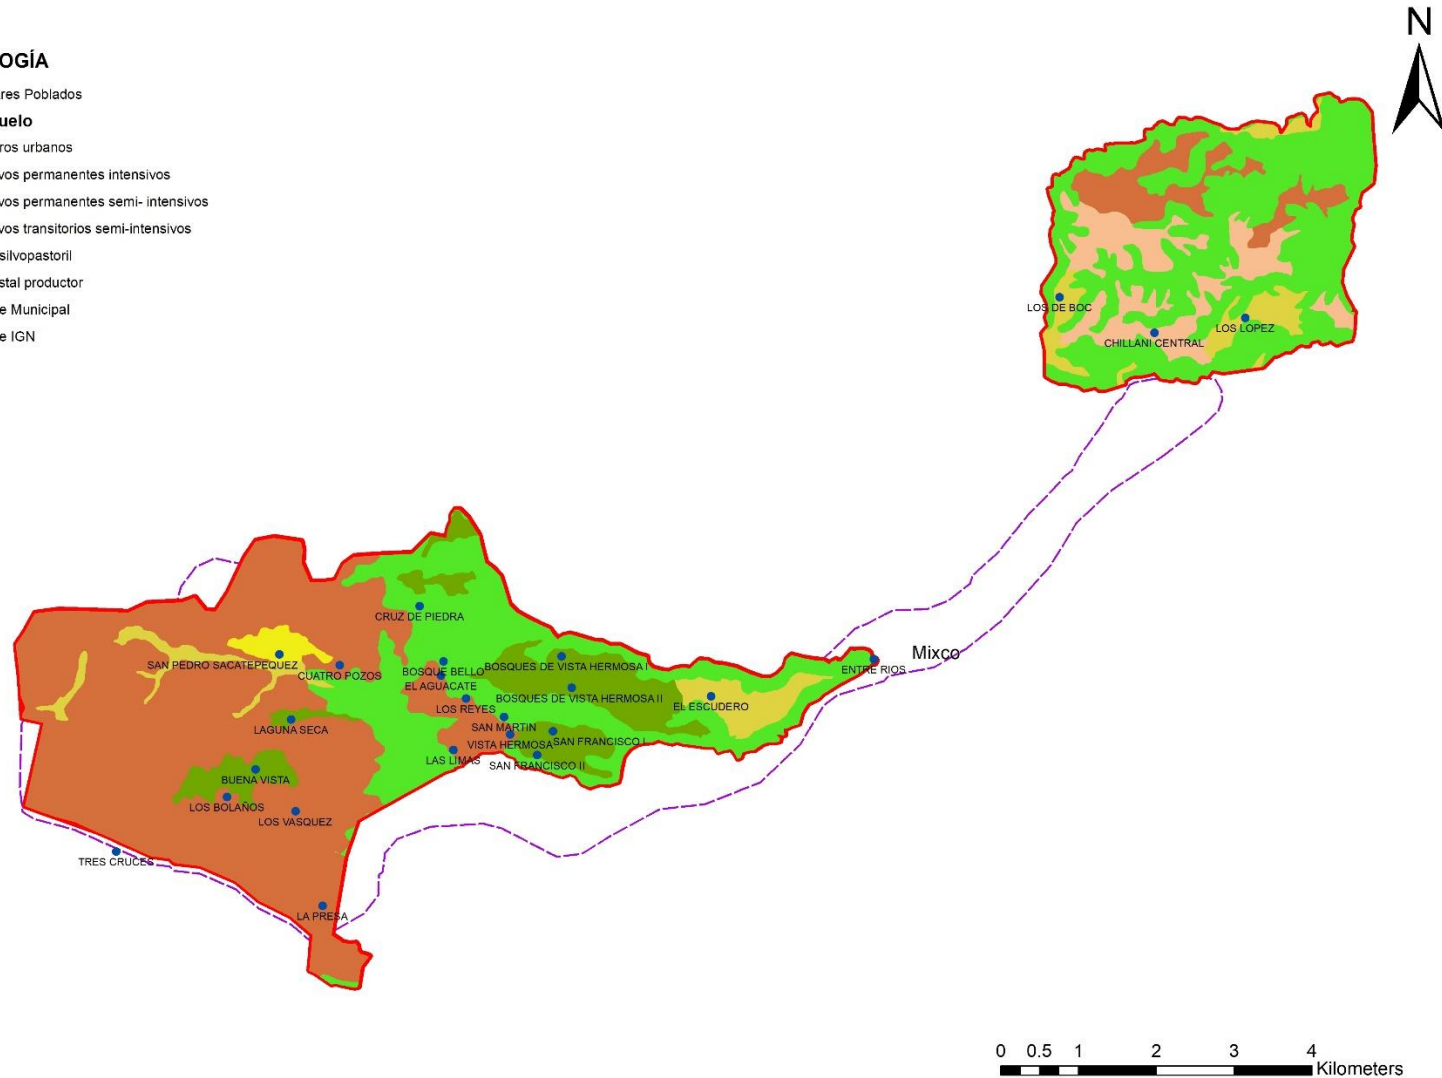 N
OGÍA
res Poblados
uelo
ros urbanos
vos permanentes intensivos
vos permanentes semi- intensivos
vos transitorios semi-intensivos
silvopastoril
stal productor
e Municipal
e IGN
LOS DE BOC
LOS LOPEZ
CHILLANI CENTRAL
CRUZ DE PIEDRA
Mixco
SAN PEDRO SACATEPEQUEZ
CUATRO POZOS
BOSQUE BELLO
BOSQUES DE VISTA HERMOSA I
ENTRE RIOS
EL AGUACATE
BOSQUES DE VISTA HERMOSA II
LOS REYES
EL ESCUDERO
LAGUNA SECA
SAN MARTIN
VISTA HERMOSA
SAN FRANCISCO I
LAS LIMAS
SAN FRANCISCO II
BUENA VISTA
LOS BOLAÑOS
LOS VASQUEZ
TRES CRUCES
LA PRESA
0 0.5 1 2 3 4
Kilometers